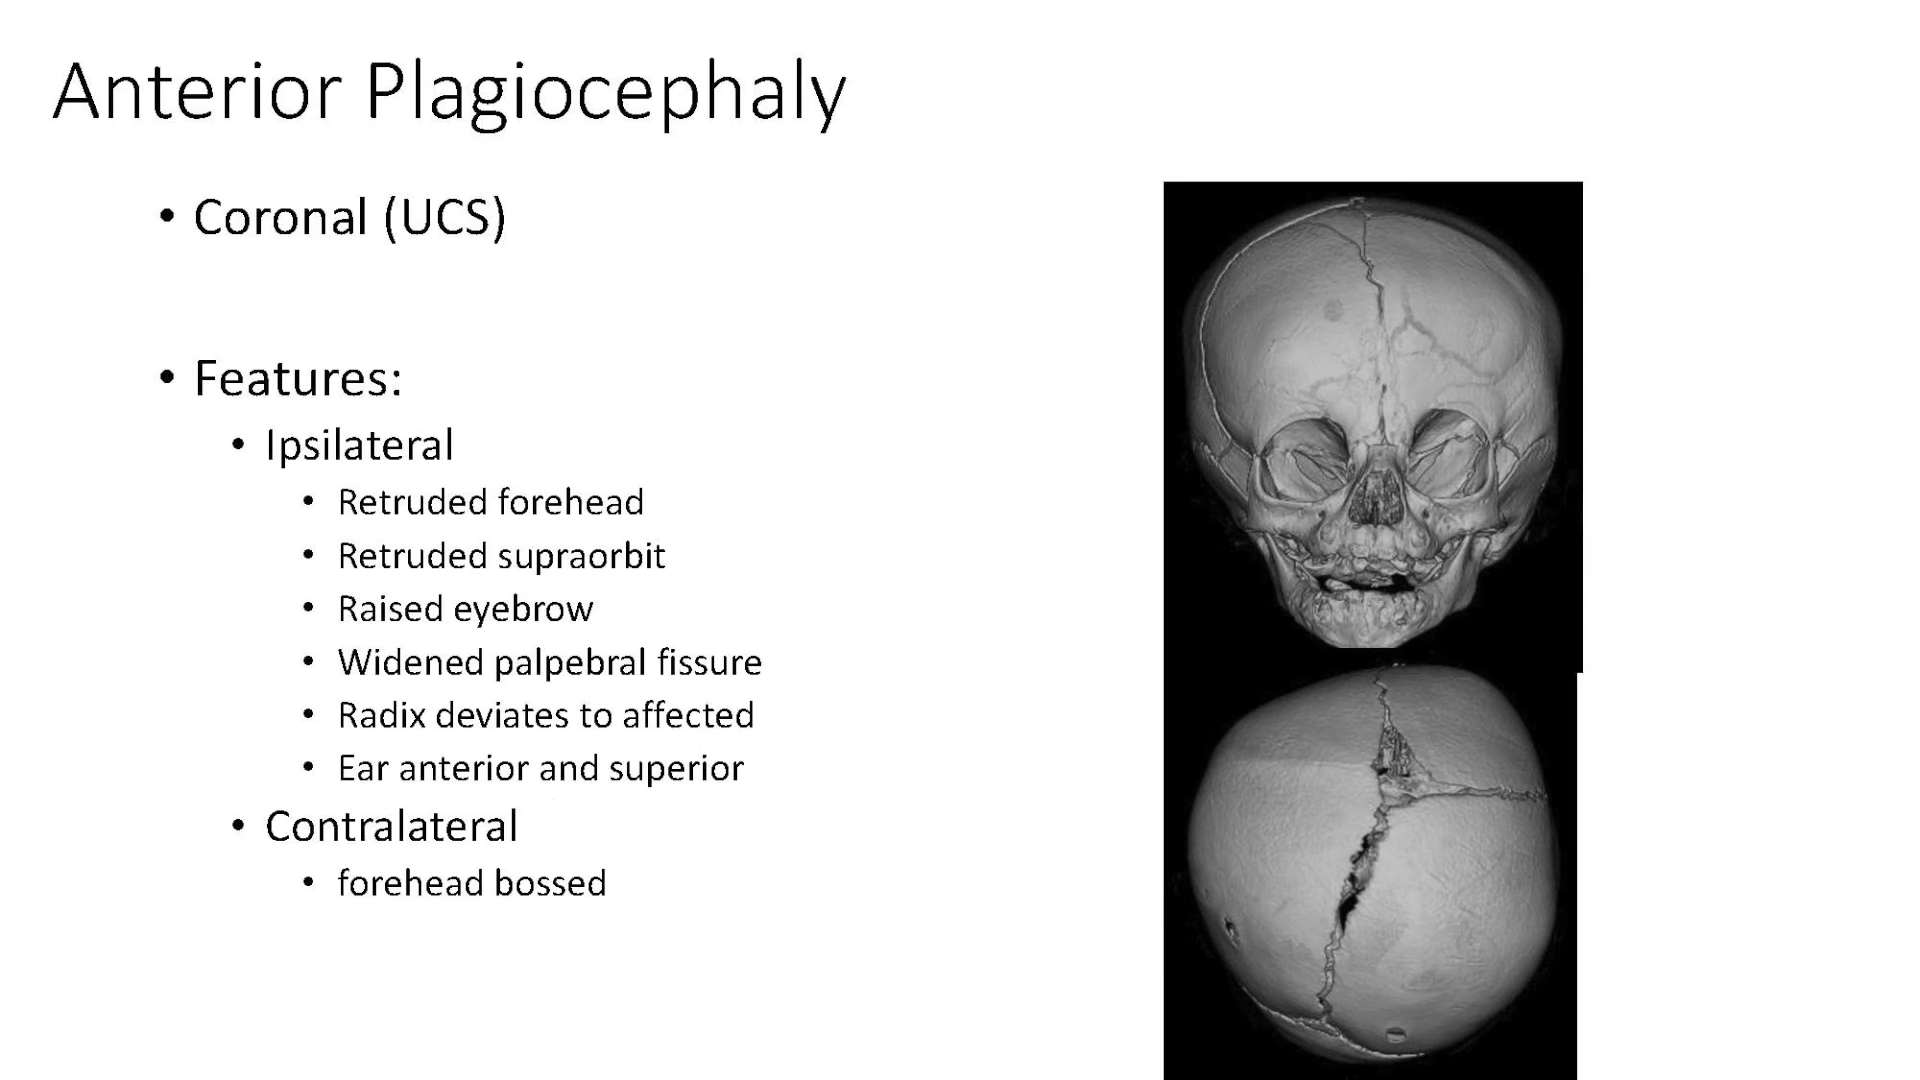 Anterior Plagiocephaly
• Coronal (UCS)
• Features:
• Ipsilateral
• Retruded forehead
• Retruded supraorbit
• Raised eyebrow
• Widened palpebral fissure
• Radix deviates to affected
• Ear anterior and superior
• Contralateral
• forehead bossed